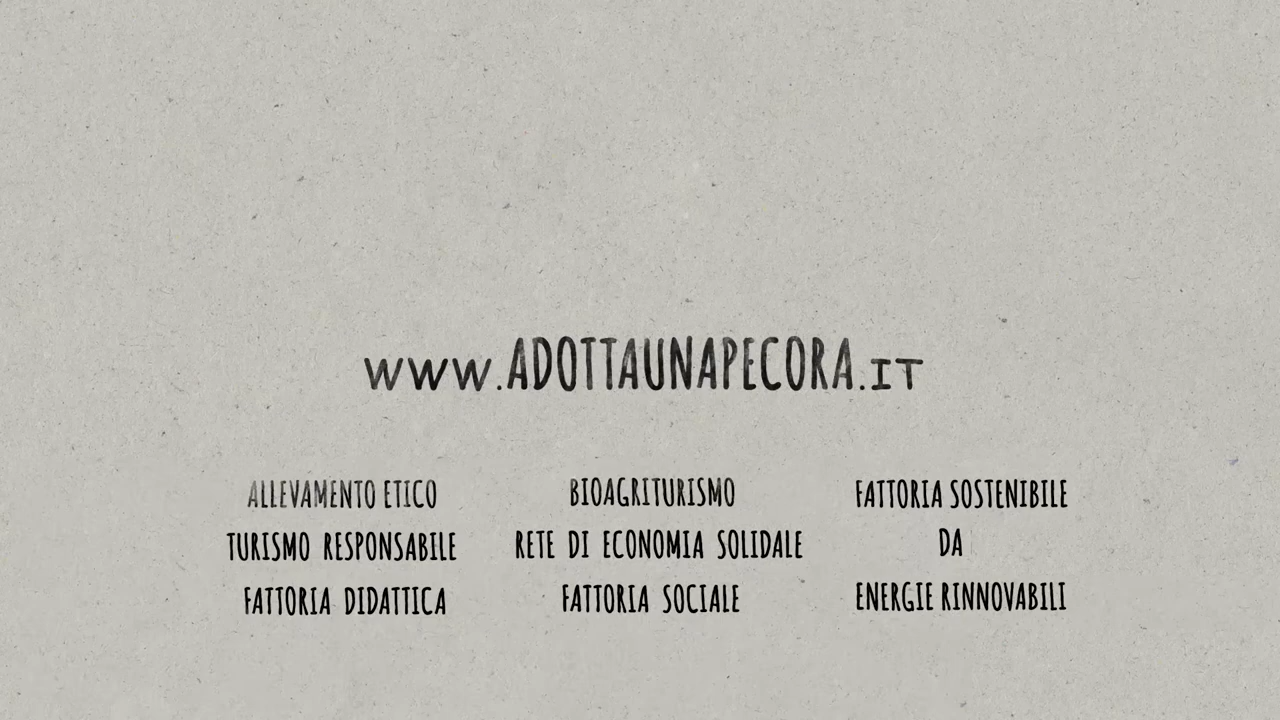 www.ADOTTAUNAPECORA.IT
ALLEVAMENTO ETICO
TURISMO RESPONSABILE
FATTORIA DIDATTICA
BIOAGRITURISMO
RETE DI ECONOMIA SOLIDALE
FATTORIA SOCIALE
FATTORIA SOSTENIBILE
DA
ENERGIE RINNOVABILI